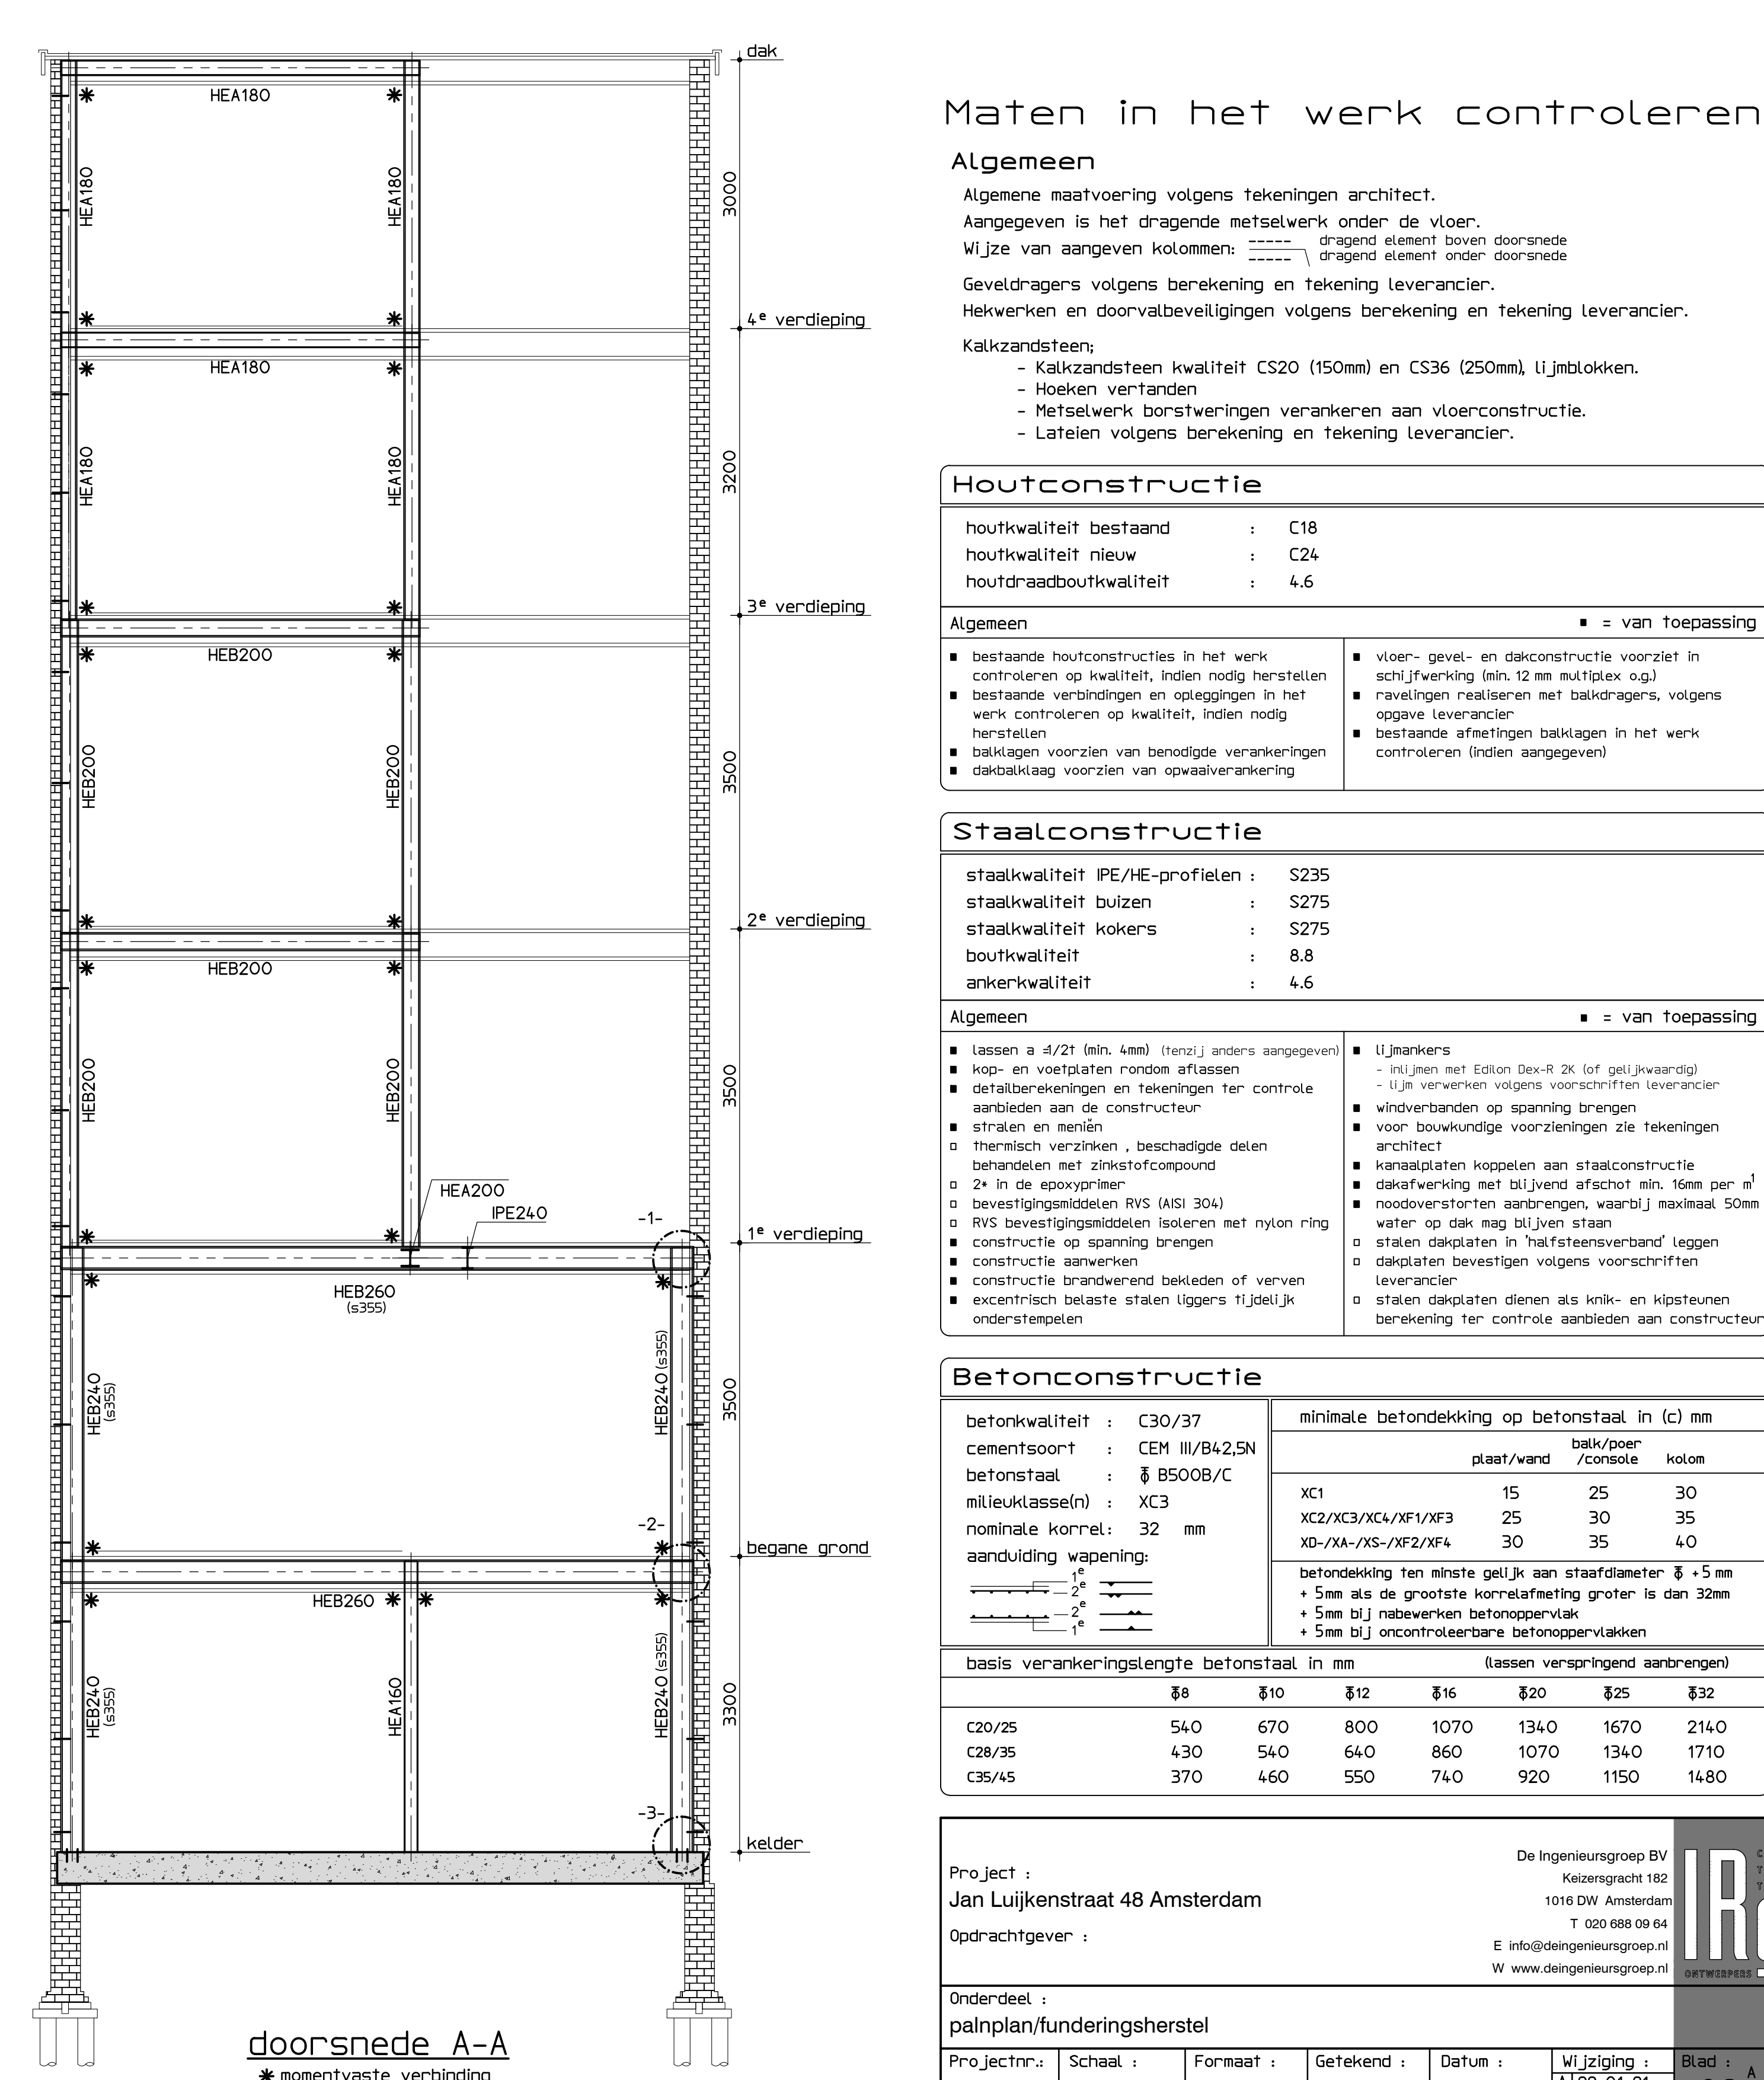 dak
HEA180
HEA180
HEA180
3000
4e verdieping
HEA180
HEA180
HEA180
3200
3e verdieping
HEB200
HEB200
HEB200
3500
2e verdieping
HEB200
HEB200
HEB200
3500
HEA200
IPE240
-1-
1e verdieping
HEB260
(s355)
HEB240
(s355)
HEB240 (s355)
3500
-2-
begane grond
HEB260
HEB240
(s355)
HEA160
HEB240 (s355)
3300
-3-
kelder
doorsnede A-A
* momentvaste verbinding
Maten in het werk controleren
Algemeen
Algemene maatvoering volgens tekeningen architect.
Aangegeven is het dragende metselwerk onder de vloer.
Wijze van aangeven kolommen:
dragend element boven doorsnede
dragend element onder doorsnede
Geveldragers volgens berekening en tekening leverancier.
Hekwerken en doorvalbeveiligingen volgens berekening en tekening leverancier.
Kalkzandsteen;
- Kalkzandsteen kwaliteit CS20 (150mm) en CS36 (250mm), lijmblokken.
- Hoeken vertanden
- Metselwerk borstweringen verankeren aan vloerconstructie.
- Lateien volgens berekening en tekening leverancier.
Houtconstructie
houtkwaliteit bestaand : C18
houtkwaliteit nieuw : C24
houtdraadboutkwaliteit : 4.6
Algemeen ■ = van toepassing
■ bestaande houtconstructies in het werk
controleren op kwaliteit, indien nodig herstellen
■ bestaande verbindingen en opleggingen in het
werk controleren op kwaliteit, indien nodig
herstellen
■ balklagen voorzien van benodigde verankeringen
■ dakbalklaag voorzien van opwaaiverankering
■ vloer- gevel- en dakconstructie voorziet in
schijfwerking (min. 12 mm multiplex o.g.)
■ ravelingen realiseren met balkdragers, volgens
opgave leverancier
■ bestaande afmetingen balklagen in het werk
controleren (indien aangegeven)
Staalconstructie
staalkwaliteit IPE/HE-profielen : S235
staalkwaliteit buizen : S275
staalkwaliteit kokers : S275
boutkwaliteit : 8.8
ankerkwaliteit : 4.6
Algemeen ■ = van toepassing
■ lassen a =1/2t (min. 4mm) (tenzij anders aangegeven)
■ kop- en voetplaten rondom aflassen
■ detailberekeningen en tekeningen ter controle
aanbieden aan de constructeur
■ stralen en meniën
□ thermisch verzinken , beschadigde delen
behandelen met zinkstofcompound
□ 2* in de epoxyprimer
□ bevestigingsmiddelen RVS (AISI 304)
□ RVS bevestigingsmiddelen isoleren met nylon ring
■ constructie op spanning brengen
■ constructie aanwerken
■ constructie brandwerend bekleden of verven
■ excentrisch belaste stalen liggers tijdelijk
onderstempelen
■ lijmankers
- inlijmen met Edilon Dex-R 2K (of gelijkwaardig)
- lijm verwerken volgens voorschriften leverancier
■ windverbanden op spanning brengen
■ voor bouwkundige voorzieningen zie tekeningen
architect
■ kanaalplaten koppelen aan staalconstructie
■ dakafwerking met blijvend afschot min. 16mm per m1
■ noodoverstorten aanbrengen, waarbij maximaal 50mm
water op dak mag blijven staan
□ stalen dakplaten in 'halfsteensverband' leggen
□ dakplaten bevestigen volgens voorschriften
leverancier
□ stalen dakplaten dienen als knik- en kipsteunen
berekening ter controle aanbieden aan constructeur
Betonconstructie
betonkwaliteit : C30/37
cementsoort : CEM III/B42,5N
betonstaal : B500B/C
milieuklasse(n) : XC3
nominale korrel: 32 mm
aanduiding wapening:
1e
2e
2e
1e
minimale betondekking op betonstaal in (c) mm
plaat/wand balk/poer /console kolom
XC1 15 25 30
XC2/XC3/XC4/XF1/XF3 25 30 35
XD-/XA-/XS-/XF2/XF4 30 35 40
betondekking ten minste gelijk aan staafdiameter + 5 mm
+ 5mm als de grootste korrelafmeting groter is dan 32mm
+ 5mm bij nabewerken betonoppervlak
+ 5mm bij oncontroleerbare betonoppervlakken
basis verankeringslengte betonstaal in mm (lassen verspringend aanbrengen)
8 10 12 16 20 25 32
C20/25 540 670 800 1070 1340 1670 2140
C28/35 430 540 640 860 1070 1340 1710
C35/45 370 460 550 740 920 1150 1480
Project :
Jan Luijkenstraat 48 Amsterdam
Opdrachtgever :
De Ingenieursgroep BV
Keizersgracht 182
1016 DW Amsterdam
T 020 688 09 64
E info@deingenieursgroep.nl
W www.deingenieursgroep.nl
ONTWERPERS
Onderdeel :
palnplan/funderingsherstel
Projectnr.: Schaal : Formaat : Getekend : Datum : Wijziging : Blad :